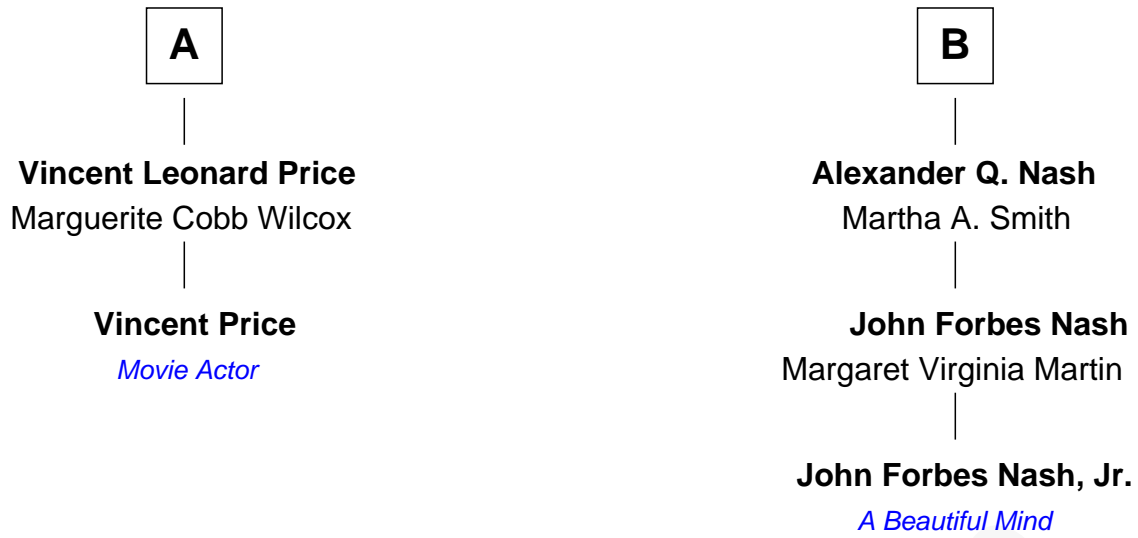 A
Vincent Leonard Price
Marguerite Cobb Wilcox
Vincent Price
Movie Actor
B
Alexander Q. Nash
Martha A. Smith
John Forbes Nash
Margaret Virginia Martin
John Forbes Nash, Jr.
A Beautiful Mind